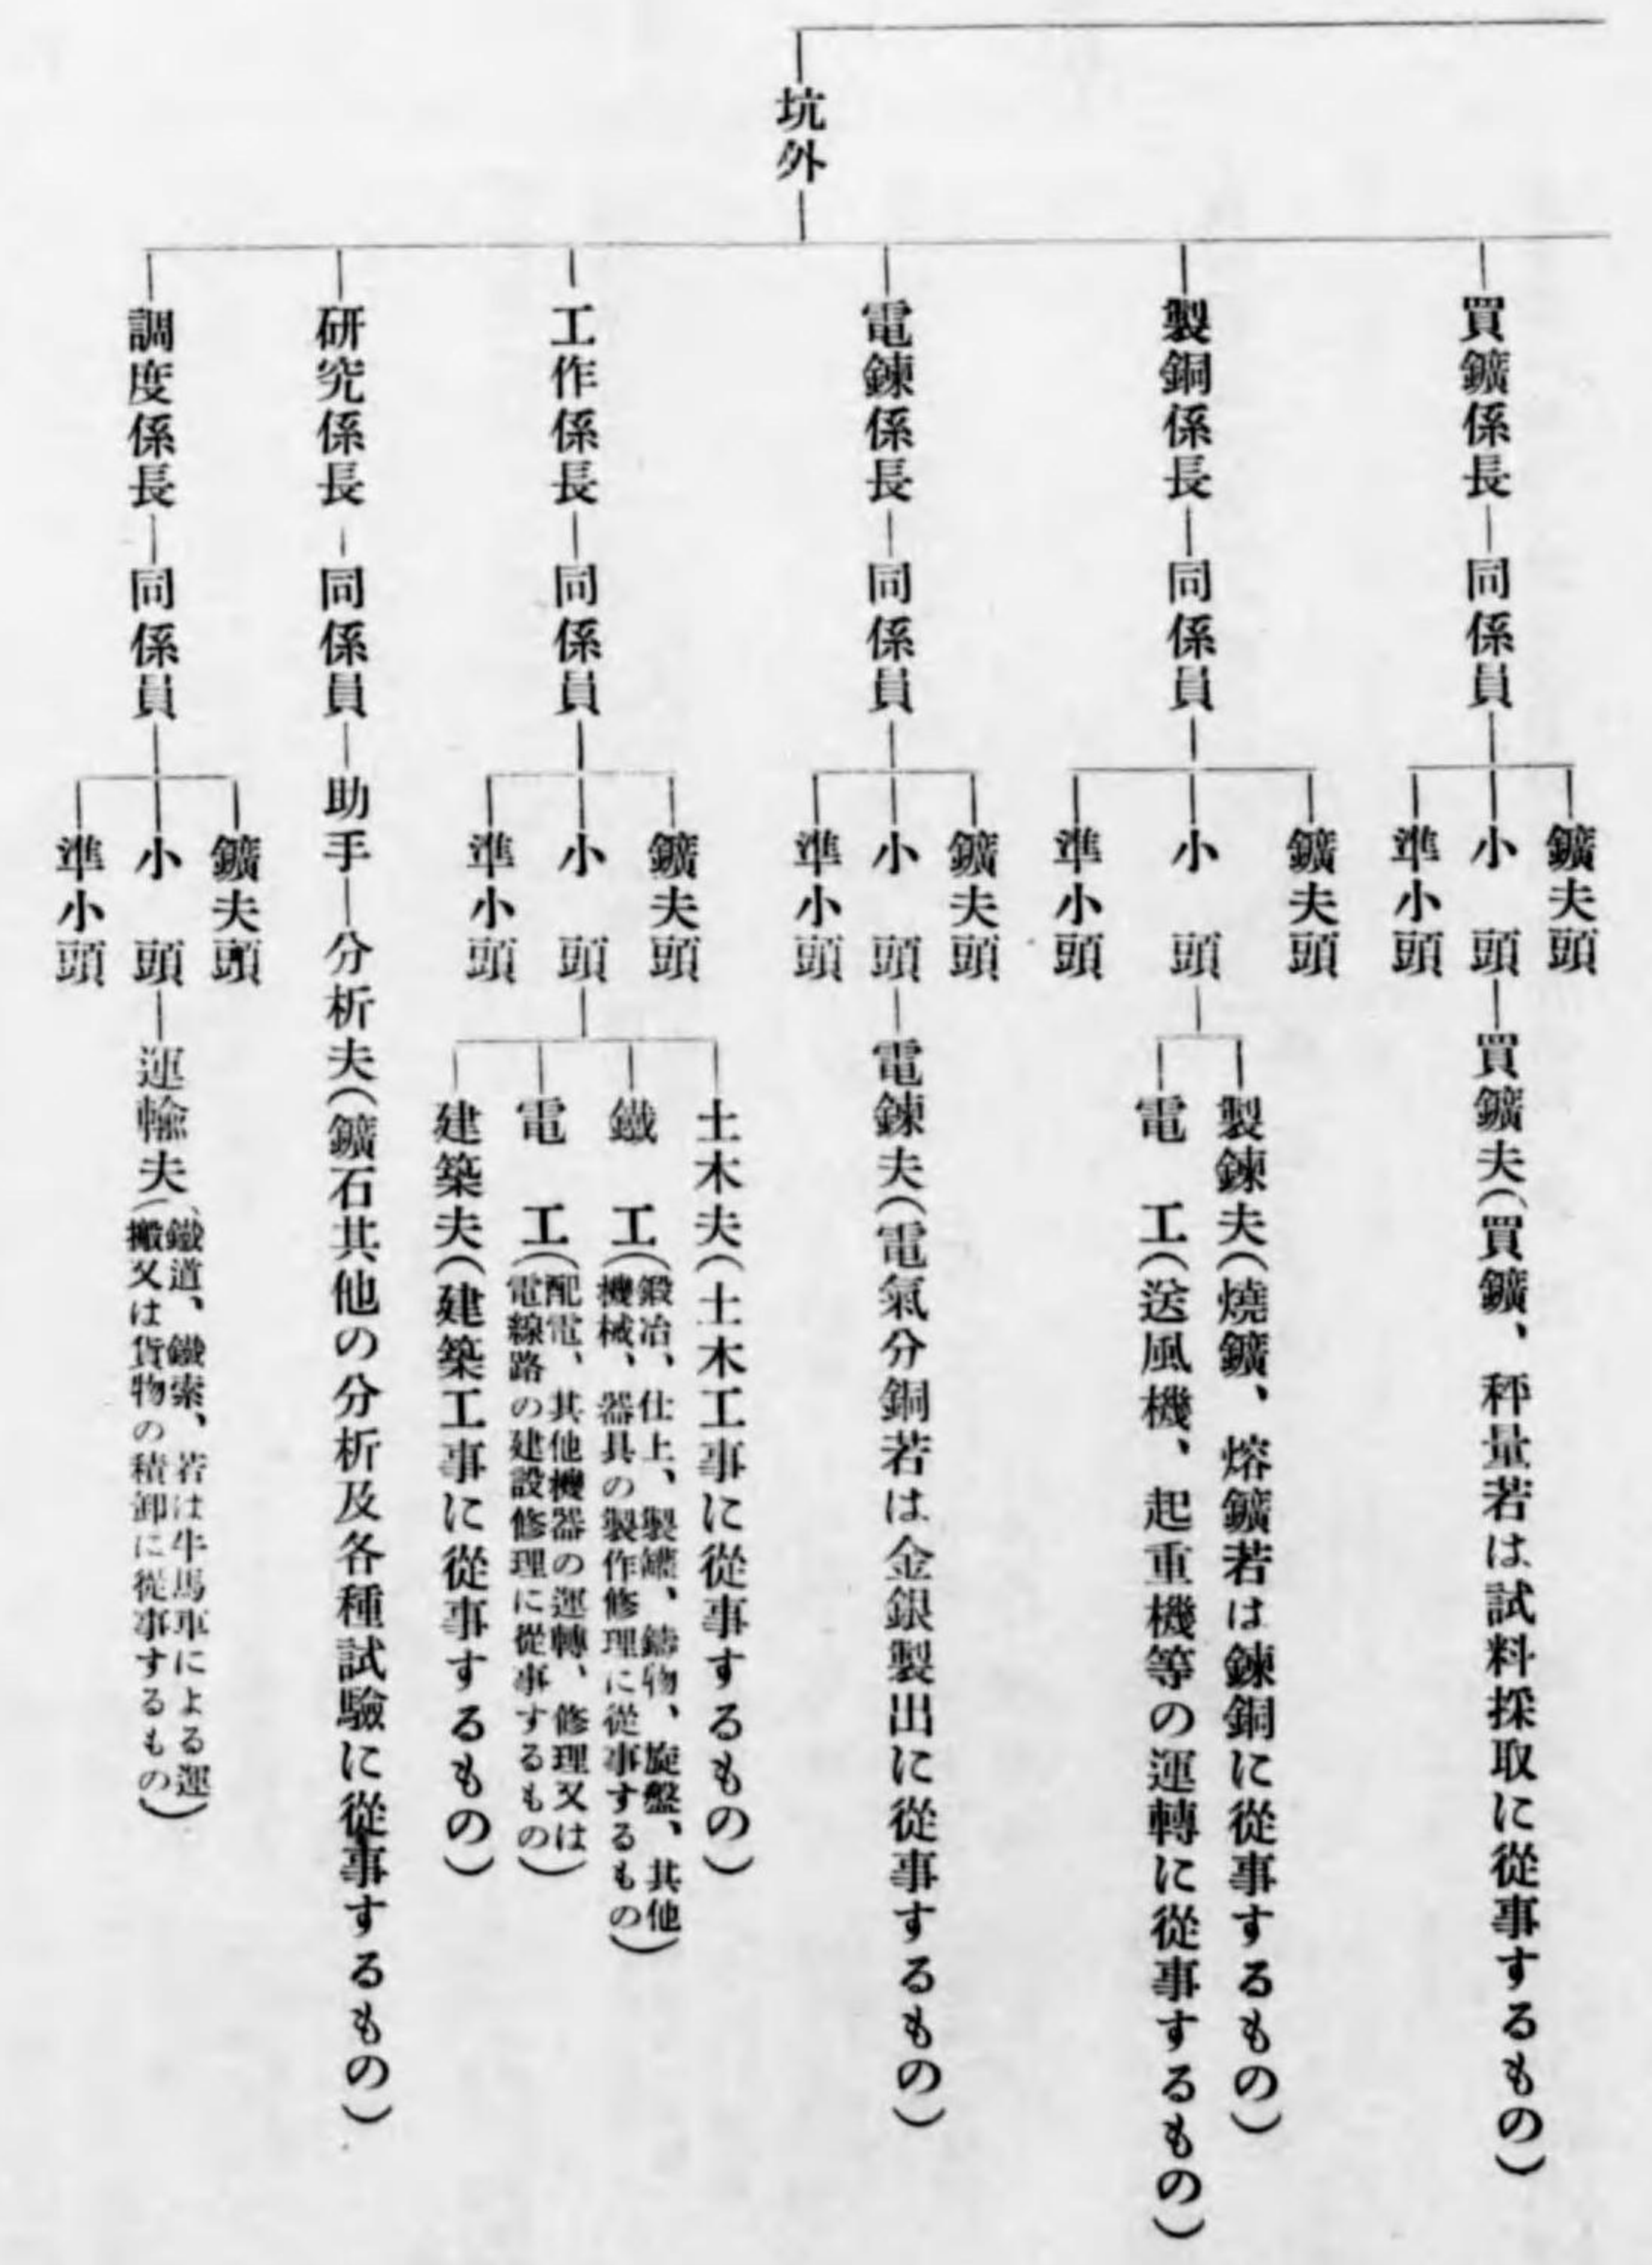 坑外
買鑛係長
同係員
鑛夫頭
小頭
準小頭
買鑛夫(買鑛、秤量若は試料採取に從事するもの)
製銅係長
同係員
鑛夫頭
小頭
準小頭
製鍊夫(燒鑛、熔鑛若は鍊銅に從事するもの)
電工(送風機、起重機等の運轉に從事するもの)
電鍊係長
同係員
鑛夫頭
小頭
準小頭
電鍊夫(電氣分銅若は金銀製出に從事するもの)
工作係長
同係員
鑛夫頭
小頭
準小頭
土木夫(土木工事に從事するもの)
鐵工(鍛冶、仕上、製罐、鑄物、旋盤、其他
機械、器具の製作修理に從事するもの)
電工(配電、其他機器の運轉、修理又は
電線路の建設修理に從事するもの)
建築夫(建築工事に從事するもの)
研究係長
同係員
助手
分析夫(鑛石其他の分析及各種試驗に從事するもの)
調度係長
同係員
鑛夫頭
小頭
準小頭
運輸夫(鐵道、鐵索、若は牛馬車による運
搬又は貨物の積卸に從事するもの)